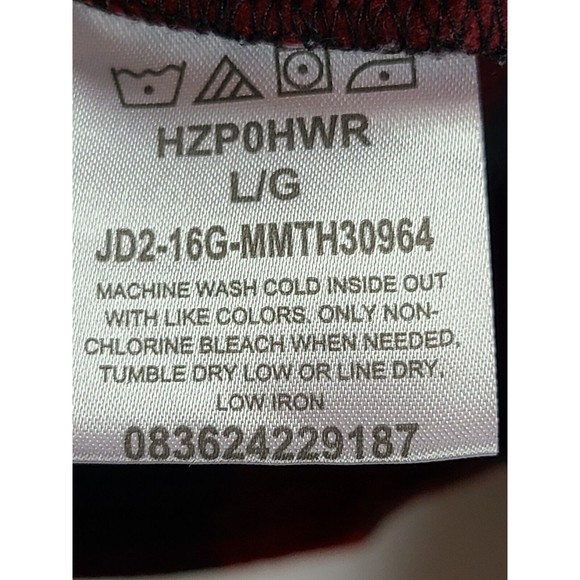 HZP0HWR
L/G
JD2-16G-MMTH30964
MACHINE WASH COLD INSIDE OUT
WITH LIKE COLORS. ONLY NON-
CHLORINE BLEACH WHEN NEEDED.
TUMBLE DRY LOW OR LINE DRY.
LOW IRON
083624229187